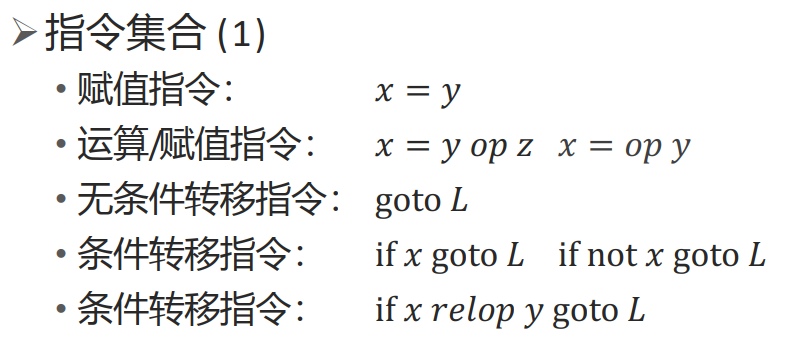 ➢ 指令集合 (1)
• 赋值指令： x = y
• 运算/赋值指令： x = y op z x = op y
• 无条件转移指令： goto L
• 条件转移指令： if x goto L if not x goto L
• 条件转移指令： if x relop y goto L